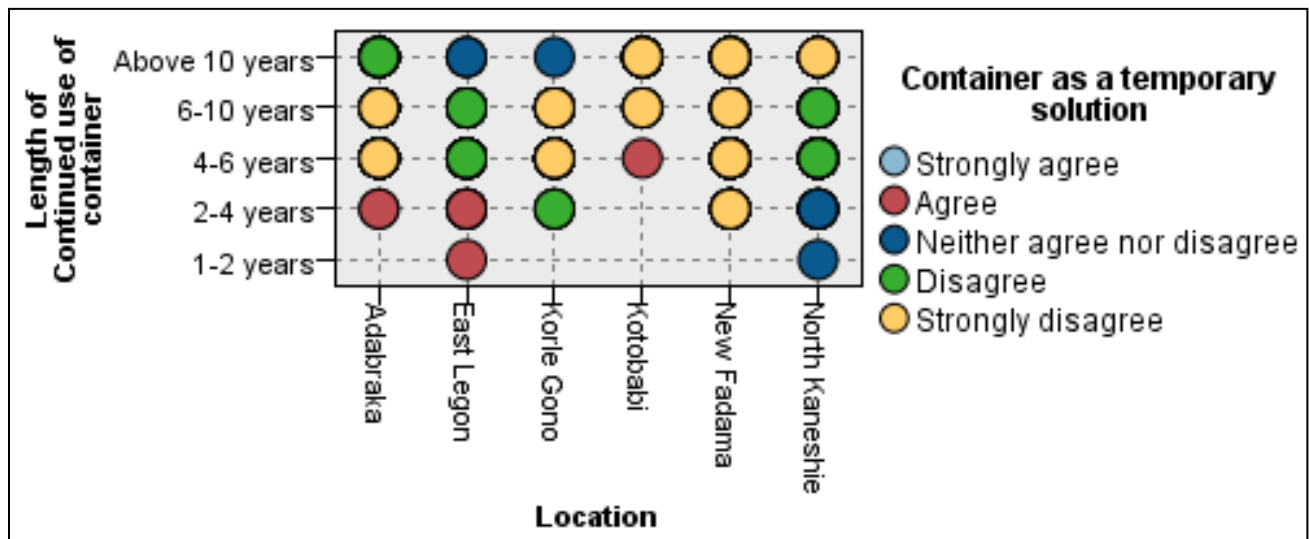 Length of
Continued use of
container
Above 10 years
6-10 years
4-6 years
2-4 years
1-2 years
Adabraka
East Legon
Korle Gono
Kotobabi
New Fadama
North Kaneshie
Location
Container as a temporary
solution
Strongly agree
Agree
Neither agree nor disagree
Disagree
Strongly disagree